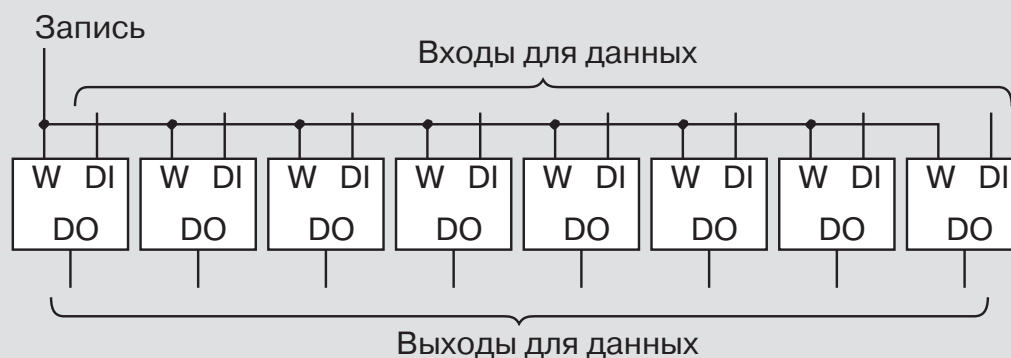 Запись
Входы для данных
W DI W DI W DI W DI W DI W DI W DI W DI
DO DO DO DO DO DO DO DO
Выходы для данных